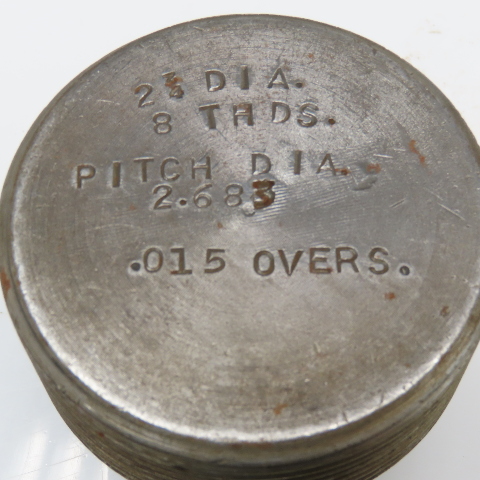 2¾ DIA.
8 THDS.
PITCH DIA.
2.683
.015 OVERS.